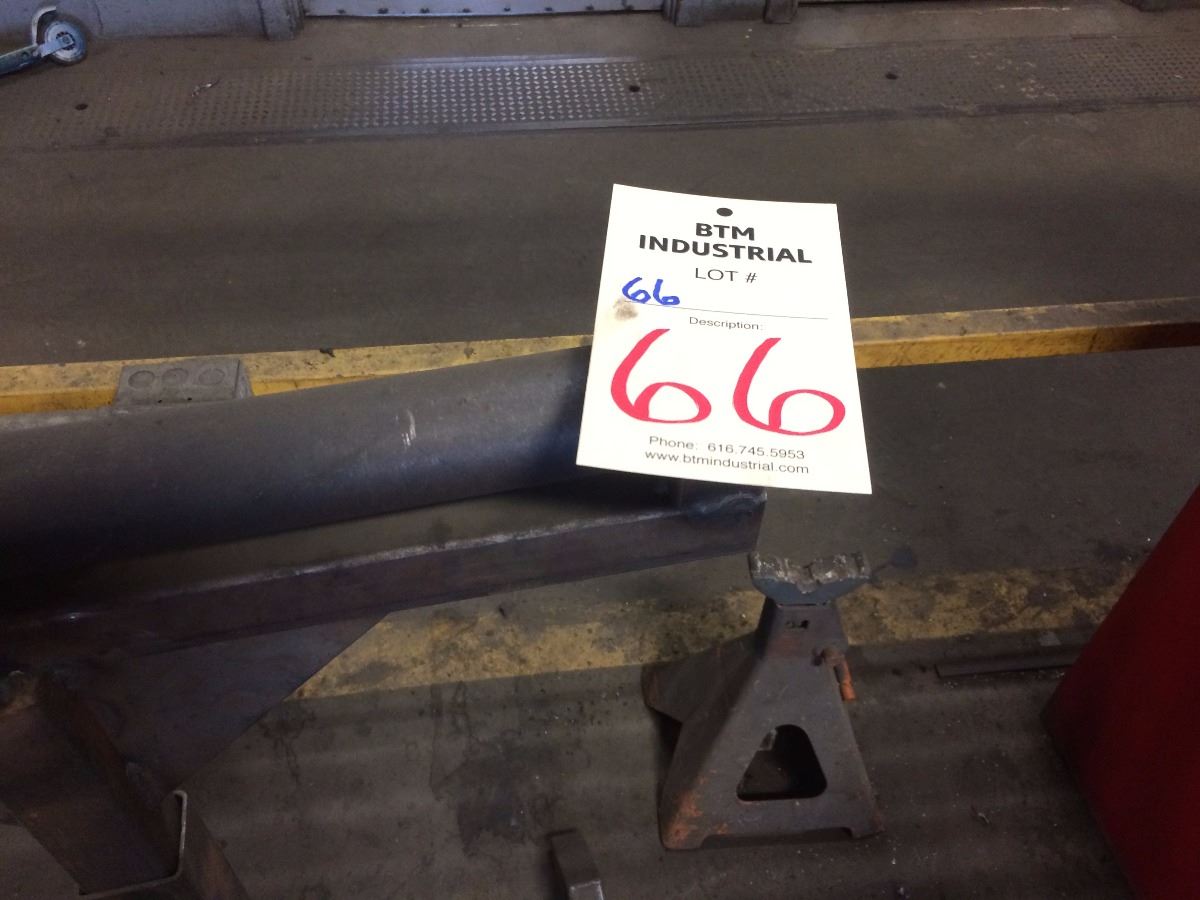 BTM
INDUSTRIAL
LOT #
66
Description:
66
Phone: 616.745.5953
www.btmindustrial.com